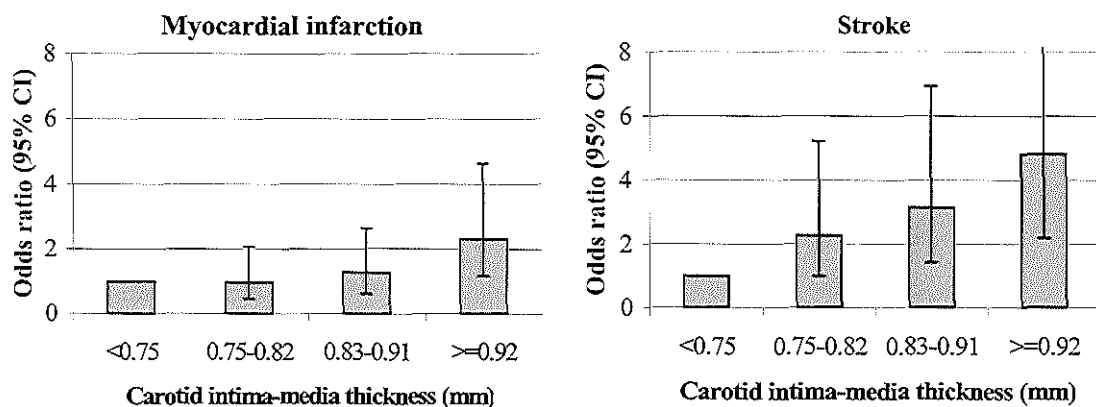 Myocardial infarction
Odds ratio (95% CI)
8
6
4
2
0
<0.75 0.75-0.82 0.83-0.91 >=0.92
Carotid intima-media thickness (mm)
Stroke
Odds ratio (95% CI)
8
6
4
2
0
<0.75 0.75-0.82 0.83-0.91 >=0.92
Carotid intima-media thickness (mm)